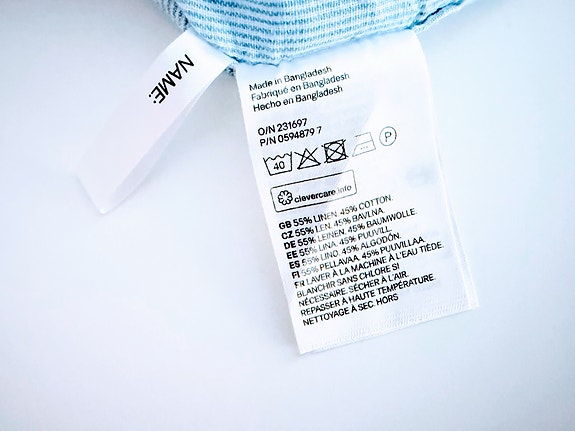 NAME:
Made in Bangladesh
Fabriqué en Bangladesh
Hecho en Bangladesh
O/N 231697
P/N 0594879 7
40 P
clevercare.info
GB 55% LINEN, 45% COTTON.
CZ 55% LEN, 45% BAVLNA.
DE 55% LEINEN, 45% BAUMWOLLE.
EE 55% LINA, 45% PUUVILL.
ES 55% LINO, 45% ALGODÓN.
FI 55% PELLAVAA, 45% PUUVILLAA
FR LAVER À LA MACHINE À L'EAU TIÈDE.
BLANCHIR SANS CHLORE SI
NÉCESSAIRE. SÉCHER À L'AIR.
REPASSER À HAUTE TEMPÉRATURE.
NETTOYAGE À SEC. HORS